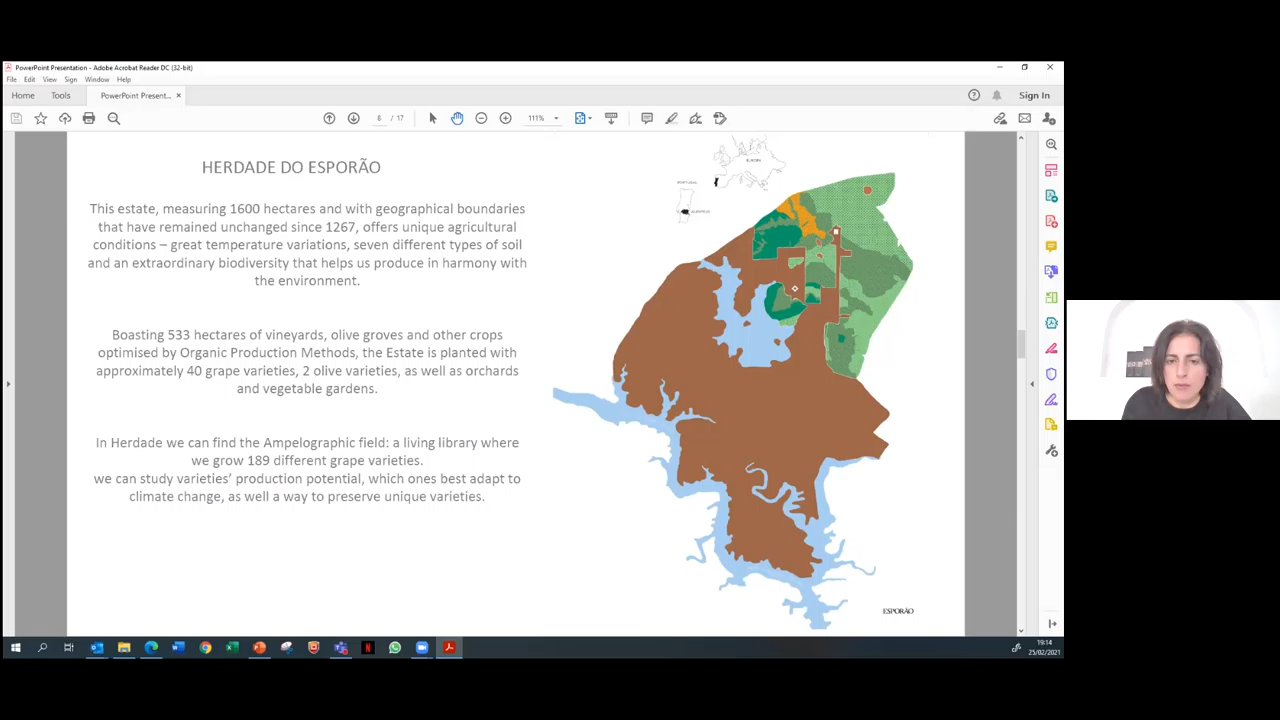 PowerPoint Presentation - Adobe Acrobat Reader DC (32-bit)
File Edit View Sign Window Help
Home Tools PowerPoint Present... × Sign In
/ 17 111%
HERDADE DO ESPORÃO
This estate, measuring 1600 hectares and with geographical boundaries
that have remained unchanged since 1267, offers unique agricultural
conditions – great temperature variations, seven different types of soil
and an extraordinary biodiversity that helps us produce in harmony with
the environment.
Boasting 533 hectares of vineyards, olive groves and other crops
optimised by Organic Production Methods, the Estate is planted with
approximately 40 grape varieties, 2 olive varieties, as well as orchards
and vegetable gardens.
In Herdade we can find the Ampelographic field: a living library where
we grow 189 different grape varieties.
we can study varieties' production potential, which ones best adapt to
climate change, as well a way to preserve unique varieties.
EUROPA
PORTUGAL
ALENTEJO
ESPORÃO
19:14
25/02/2021